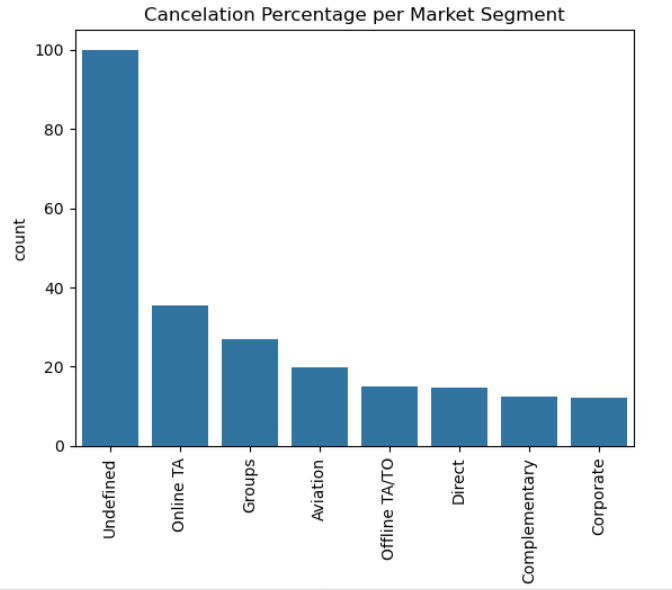 Cancelation Percentage per Market Segment
100
80
60
40
20
0
count
Undefined
Online TA
Groups
Aviation
Offline TA/TO
Direct
Complementary
Corporate